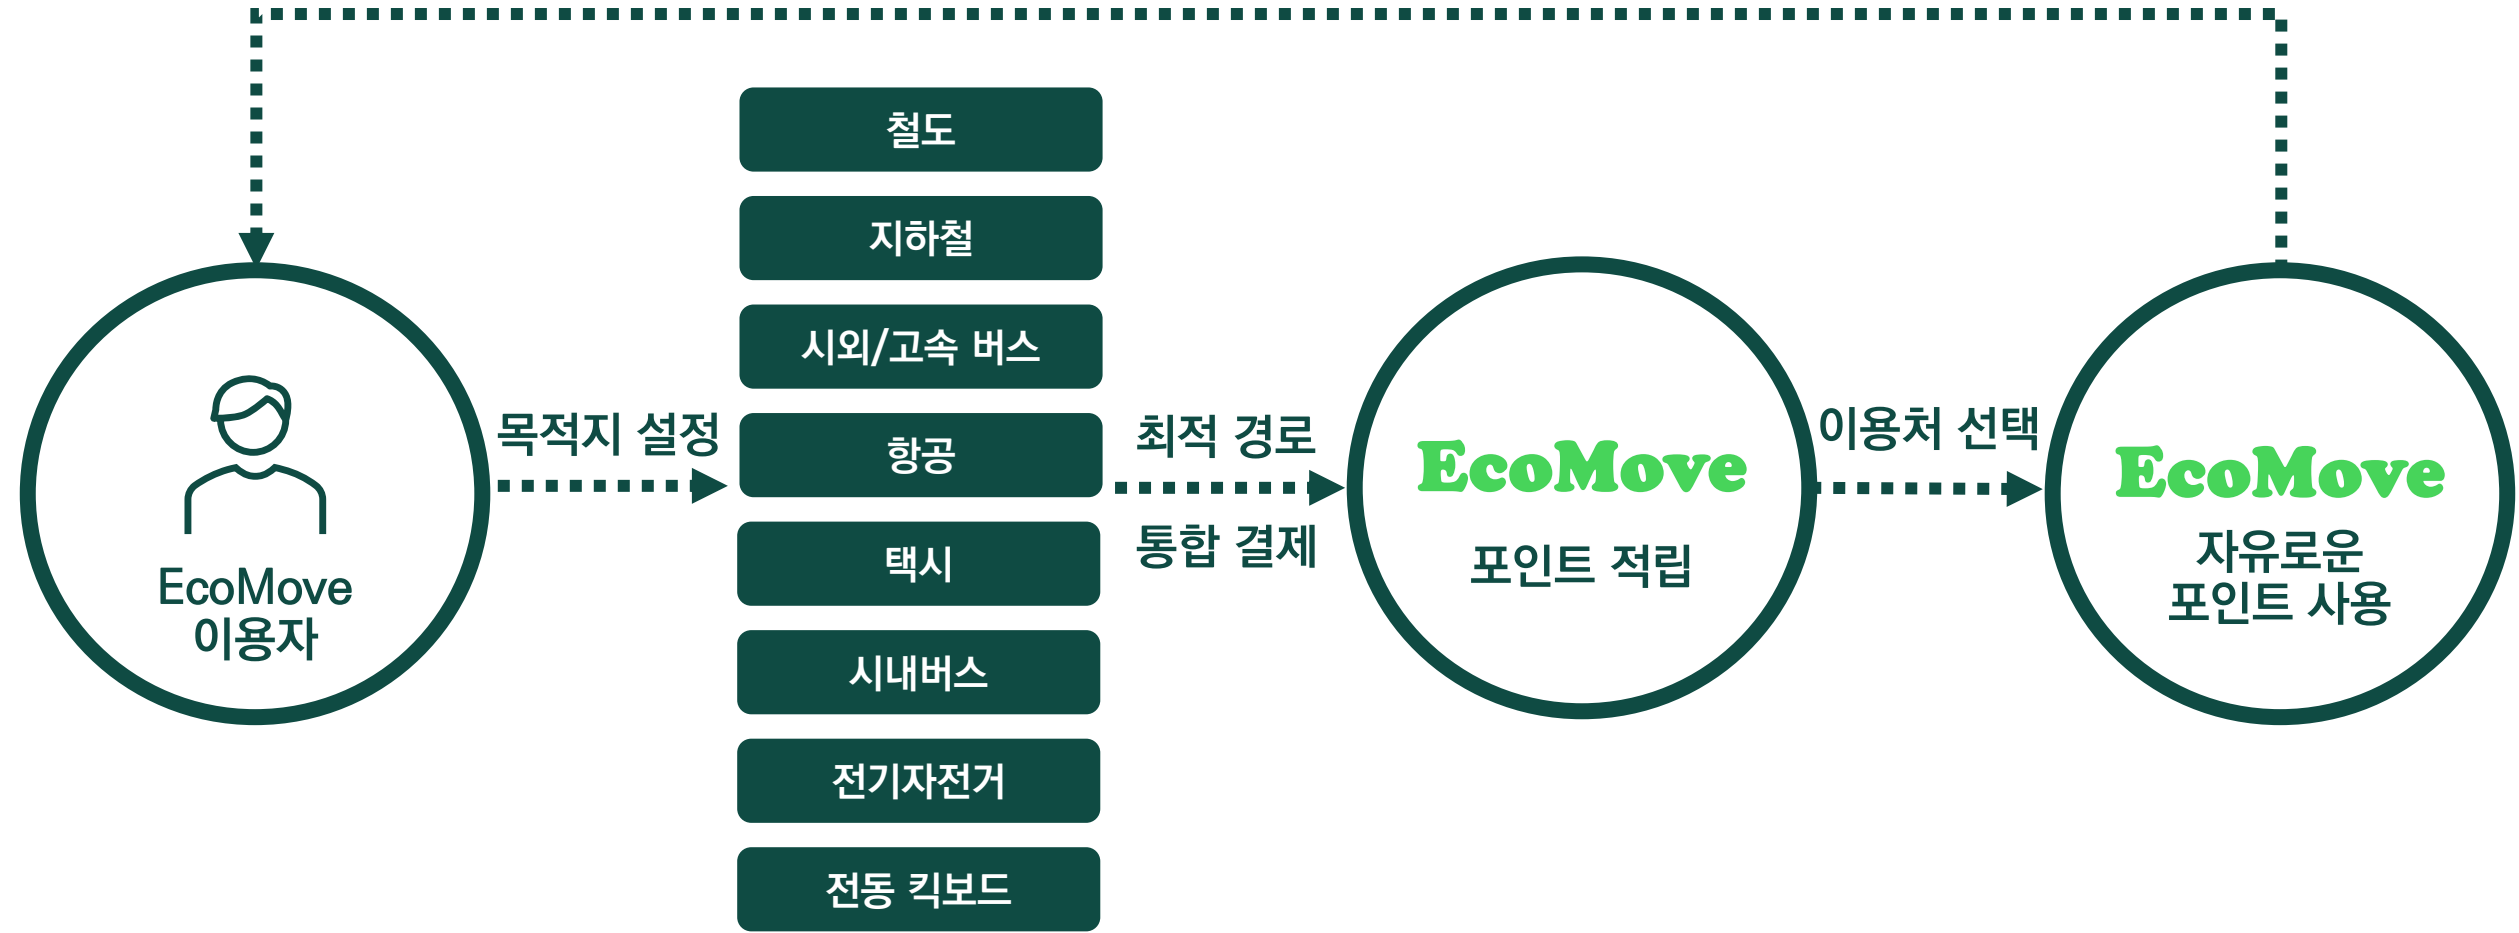 EcoMove
이용자
목적지 설정
철도
지하철
시외/고속 버스
항공
택시
시내버스
전기자전거
전동 킥보드
최적 경로
통합 결제
EcoMove
포인트 적립
이용처 선택
EcoMove
자유로운
포인트 사용